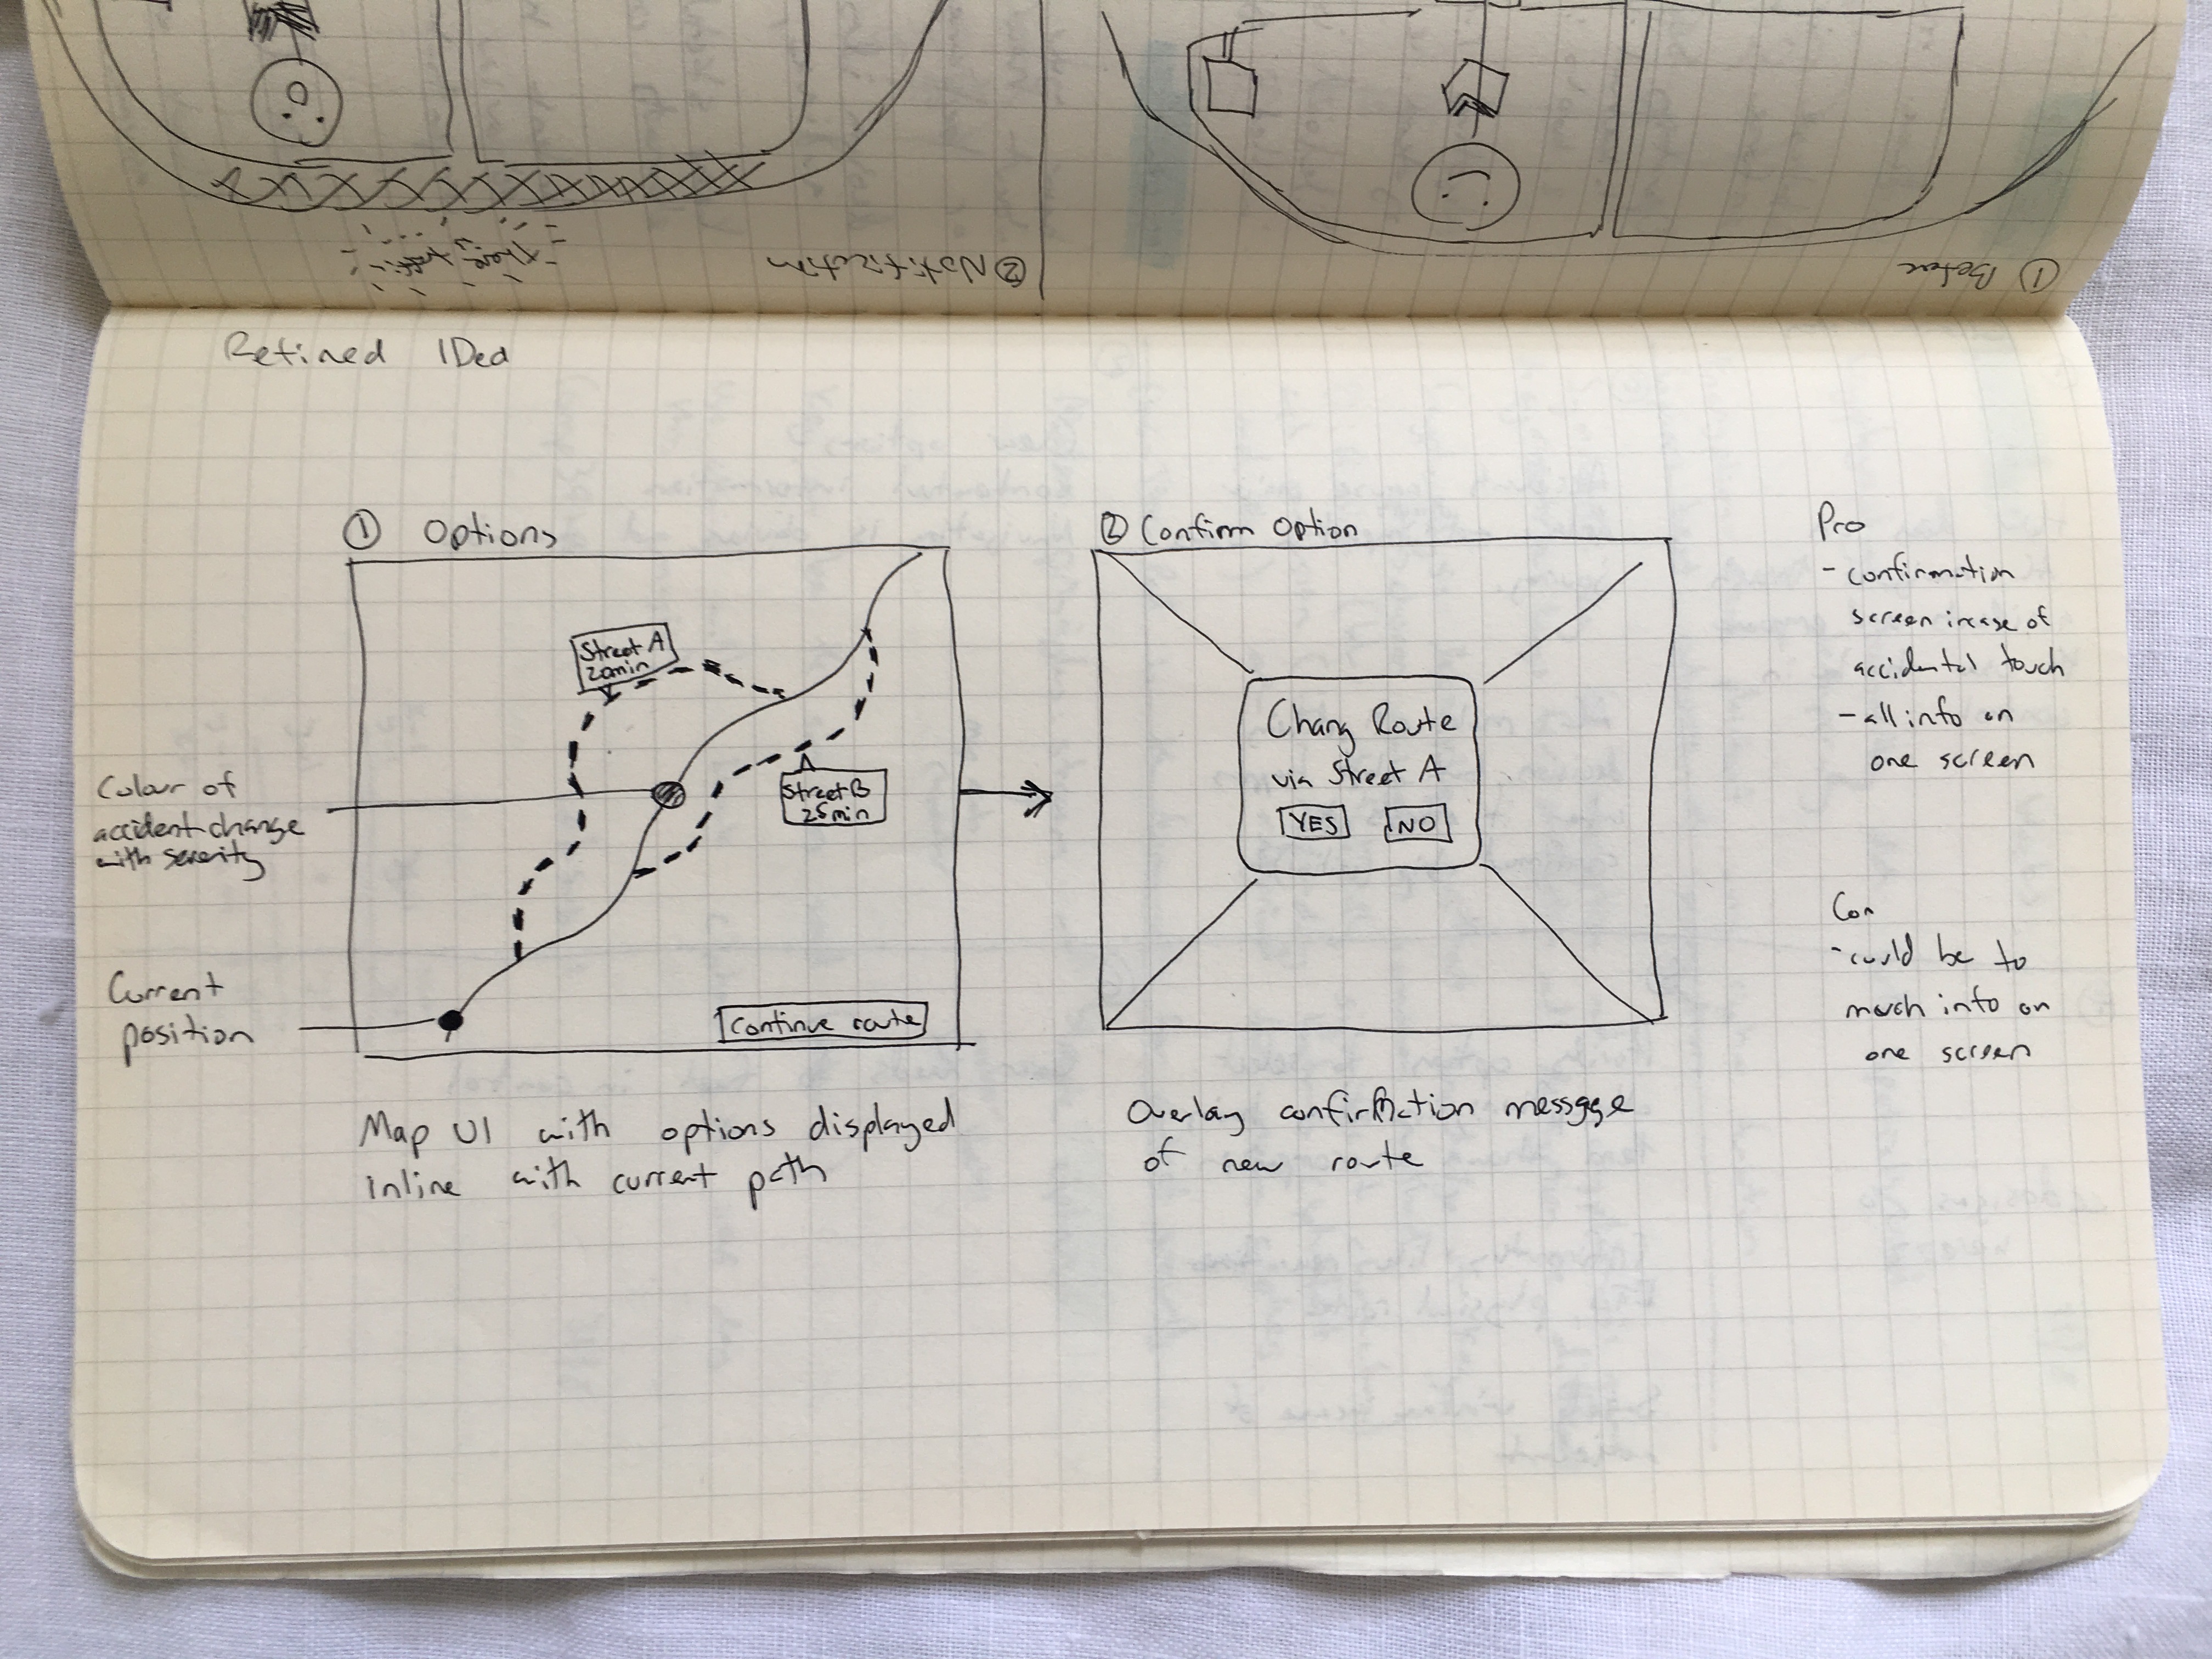 ① Before
② Notification
There
traffic
Refined IDea
① Options
Street A
20min
Street B
25min
Continue route
Colour of
accident change
with severity
Current
position
Map UI with options displayed
inline with current path
② Confirm Option
Chang Route
via Street A
YES NO
Overlay confirmation messgge
of new route
Pro
- confirmation
screen incase of
accidental touch
- all info on
one screen
Con
- could be to
much info on
one screen